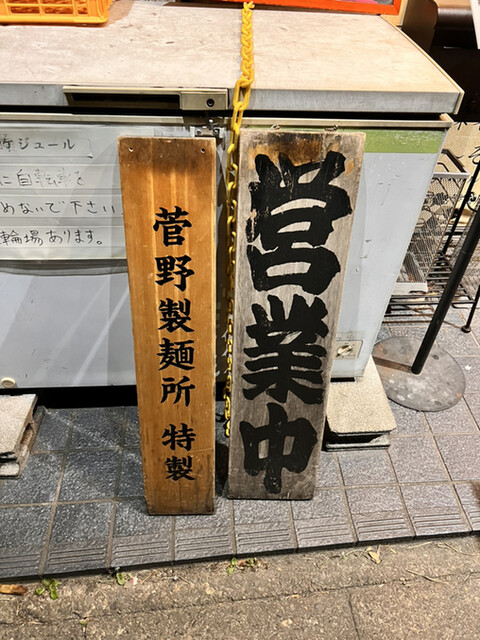 菅野製麺所 特製
営業中
ジュール
に自転車を
めないで下さい
輪場あります。